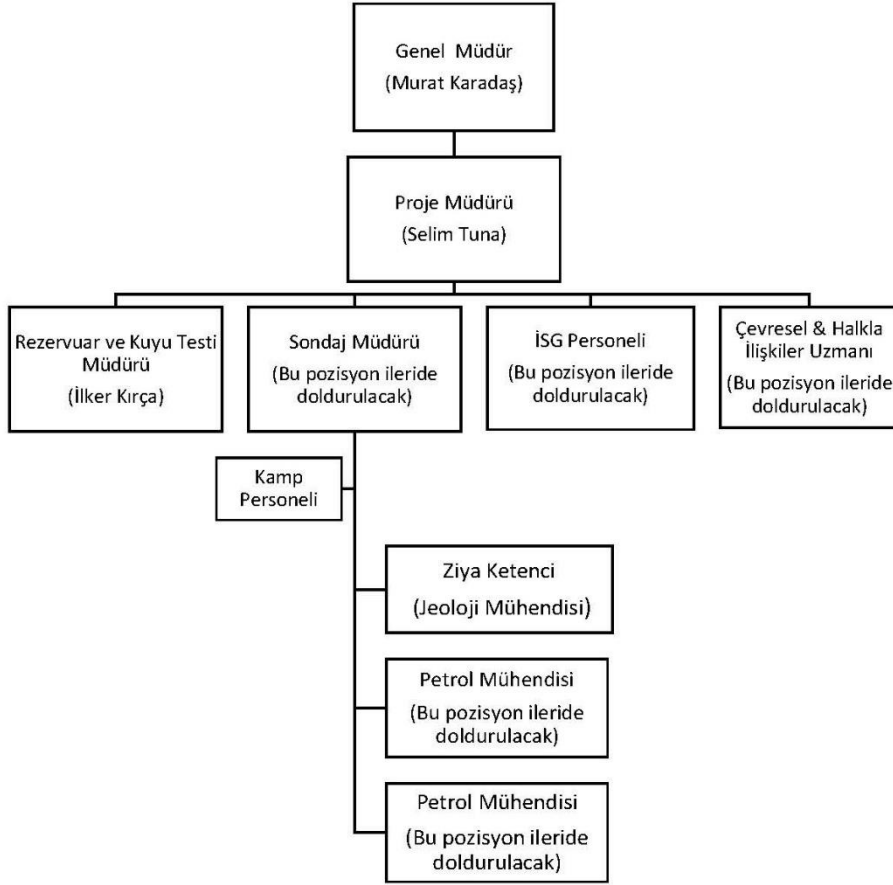 Genel Müdür
(Murat Karadaş)
Proje Müdürü
(Selim Tuna)
Rezervuar ve Kuyu Testi
Müdürü
(İlker Kırça)
Sondaj Müdürü
(Bu pozisyon ileride
doldurulacak)
İSG Personeli
(Bu pozisyon ileride
doldurulacak)
Çevresel & Halkla
İlişkiler Uzmanı
(Bu pozisyon ileride
doldurulacak)
Kamp
Personeli
Ziya Ketenci
(Jeoloji Mühendisi)
Petrol Mühendisi
(Bu pozisyon ileride
doldurulacak)
Petrol Mühendisi
(Bu pozisyon ileride
doldurulacak)